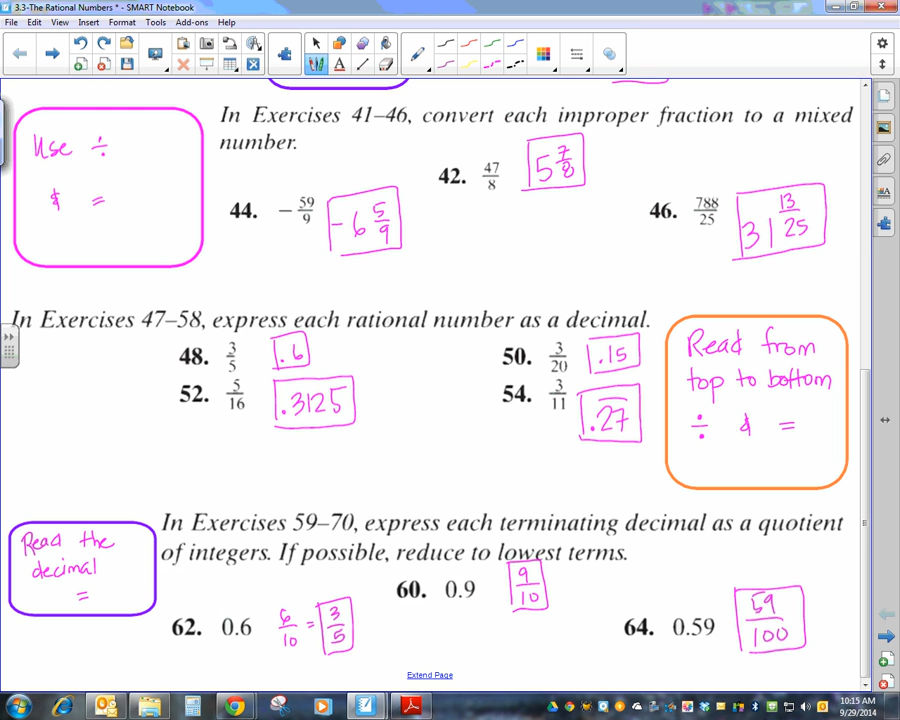 3.3-The Rational Numbers * - SMART Notebook
File Edit View Insert Format Tools Add-ons Help
In Exercises 41–46, convert each improper fraction to a mixed
number.
Use ÷
& =
42. 47/8 5 7/8
44. −59/9 -6 5/9
46. 788/25 31 13/25
In Exercises 47–58, express each rational number as a decimal.
48. 3/5 .6
50. 3/20 .15
52. 5/16 .3125
54. 3/11 .2̅7̅
Read from
top to bottom
÷ & =
In Exercises 59–70, express each terminating decimal as a quotient
of integers. If possible, reduce to lowest terms.
Read the
decimal
=
60. 0.9 9/10
62. 0.6 6/10 = 3/5
64. 0.59 59/100
Extend Page
10:15 AM
9/29/2014